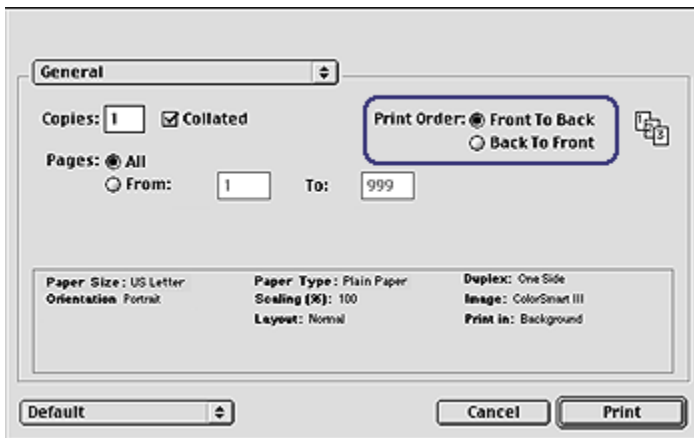 General
Copies: 1 Collated
Print Order: Front To Back
Back To Front
1 3
Pages: All
From: 1 To: 999
Paper Size: US Letter Paper Type: Plain Paper Duplex: One Side
Orientation Portrait Scaling (%): 100 Image: ColorSmart III
Layout: Normal Print in: Background
Default Cancel Print